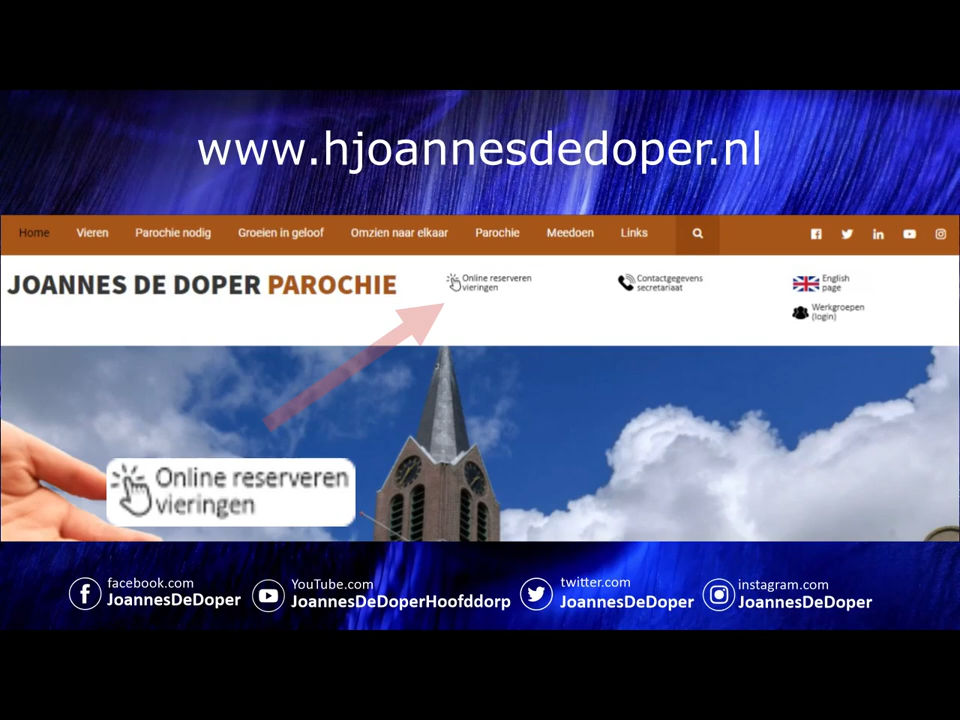 www.hjoannesdedoper.nl
Home Vieren Parochie nodig Groeien in geloof Omzien naar elkaar Parochie Meedoen Links
JOANNES DE DOPER PAROCHIE
Online reserveren
vieringen
Contactgegevens
secretariaat
English
page
Werkgroepen
(login)
Online reserveren
vieringen
facebook.com
JoannesDeDoper
YouTube.com
JoannesDeDoperHoofddorp
twitter.com
JoannesDeDoper
instagram.com
JoannesDeDoper